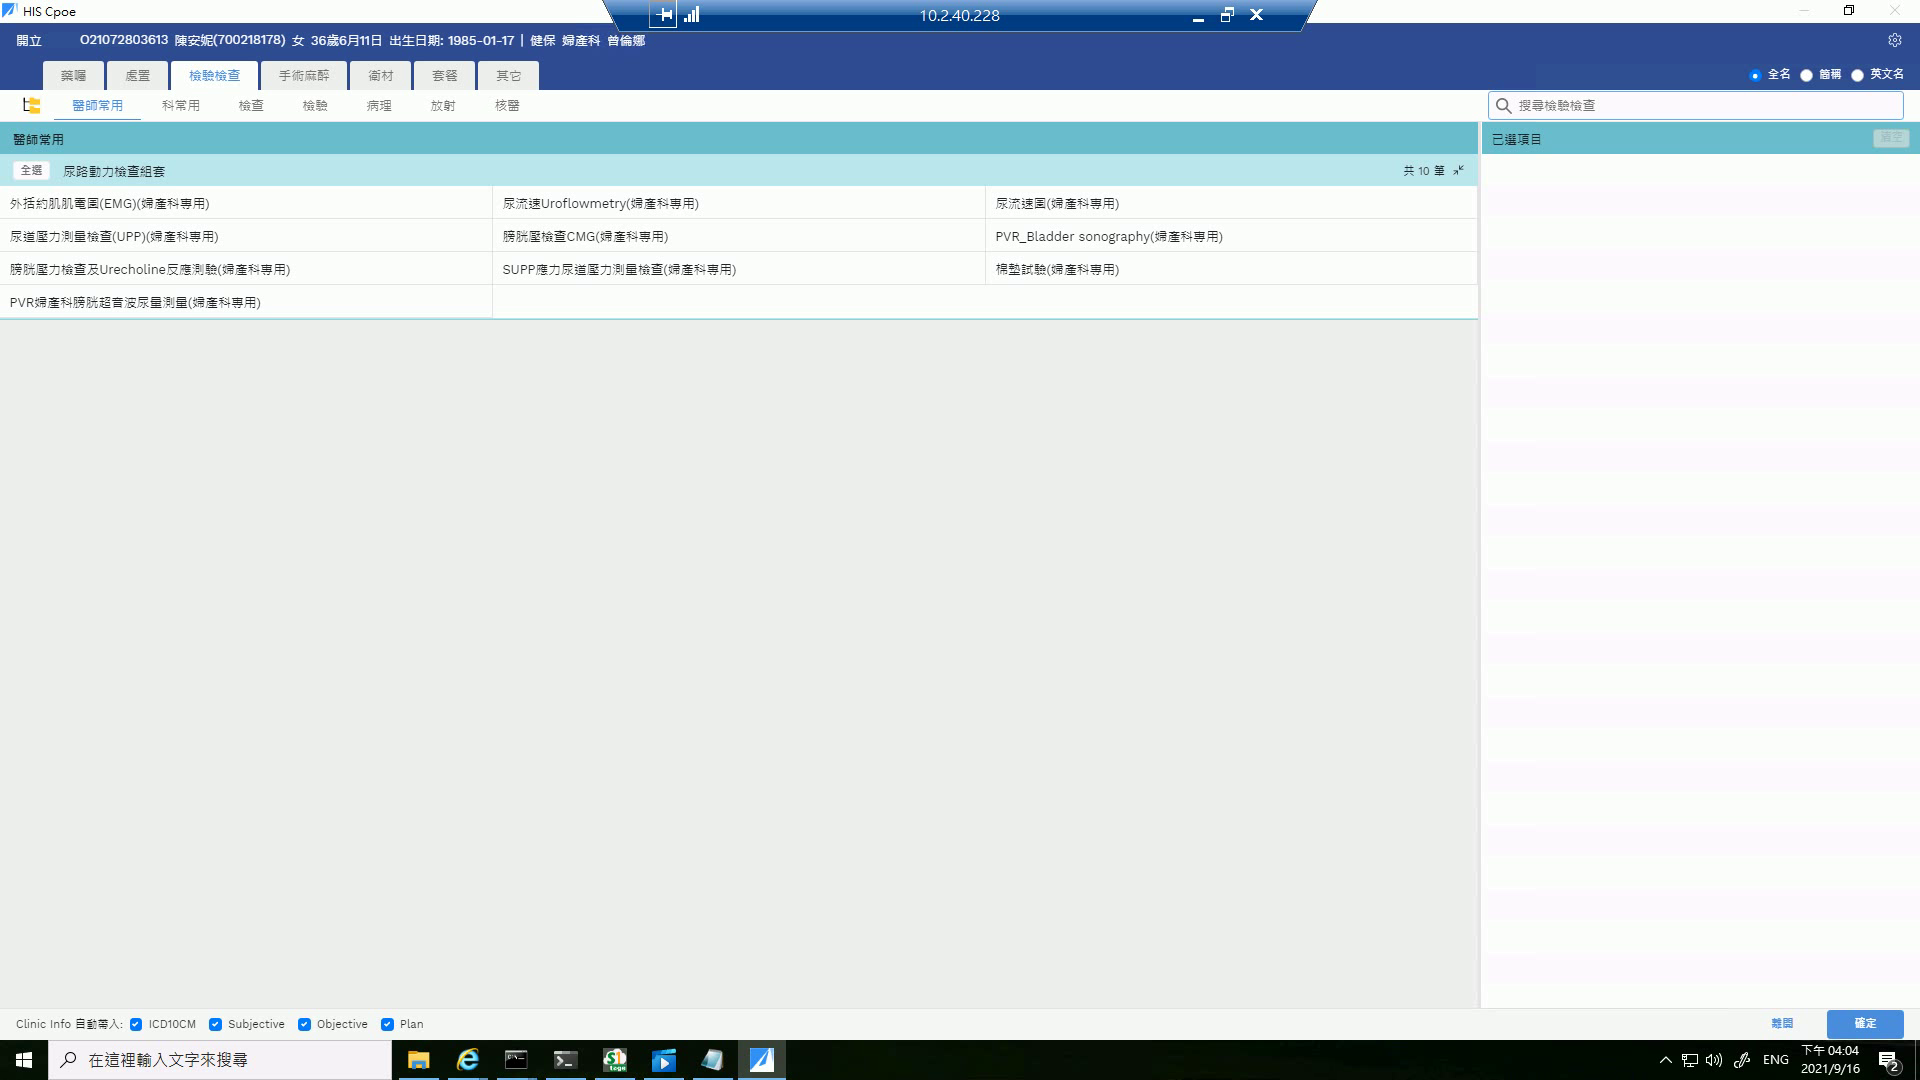 HIS Cpoe
10.2.40.228
開立 O21072803613 陳安妮(700218178) 女 36歲6月11日 出生日期: 1985-01-17 | 健保 婦產科 曾倫娜
藥囑 處置 檢驗檢查 手術麻醉 衛材 套餐 其它
全名 簡稱 英文名
醫師常用 科常用 檢查 檢驗 病理 放射 核醫
搜尋檢驗檢查
醫師常用
已選項目 清空
全選 尿路動力檢查組套 共 10 筆
外括約肌肌電圖(EMG)(婦產科專用) 尿流速Uroflowmetry(婦產科專用) 尿流速圖(婦產科專用)
尿道壓力測量檢查(UPP)(婦產科專用) 膀胱壓檢查CMG(婦產科專用) PVR_Bladder sonography(婦產科專用)
膀胱壓力檢查及Urecholine反應測驗(婦產科專用) SUPP應力尿道壓力測量檢查(婦產科專用) 棉墊試驗(婦產科專用)
PVR婦產科膀胱超音波尿量測量(婦產科專用)
Clinic Info 自動帶入: ICD10CM Subjective Objective Plan
離開 確定
在這裡輸入文字來搜尋
ENG
下午 04:04
2021/9/16
2